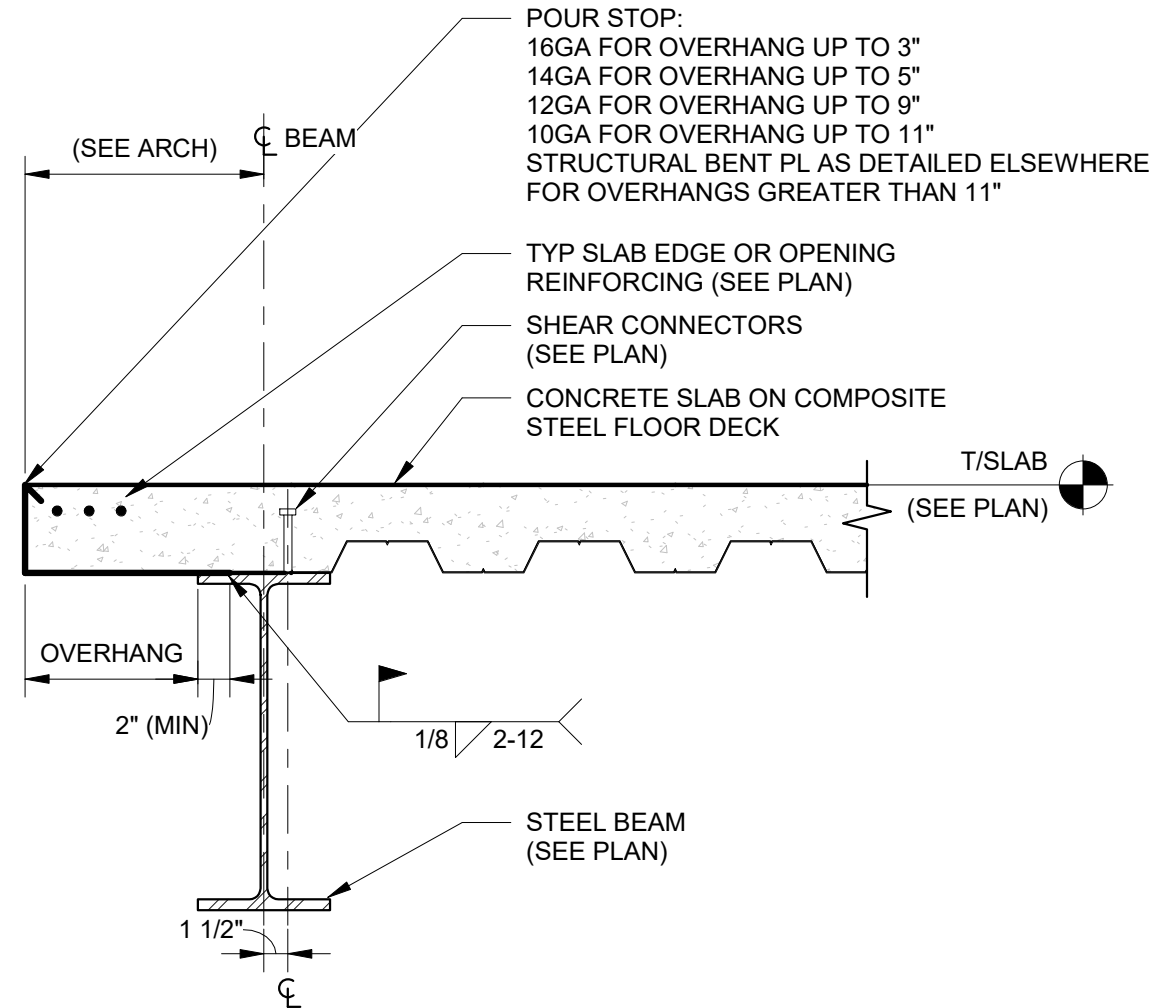 POUR STOP:
16GA FOR OVERHANG UP TO 3"
14GA FOR OVERHANG UP TO 5"
12GA FOR OVERHANG UP TO 9"
10GA FOR OVERHANG UP TO 11"
STRUCTURAL BENT PL AS DETAILED ELSEWHERE
FOR OVERHANGS GREATER THAN 11"
(SEE ARCH)
℄ BEAM
TYP SLAB EDGE OR OPENING
REINFORCING (SEE PLAN)
SHEAR CONNECTORS
(SEE PLAN)
CONCRETE SLAB ON COMPOSITE
STEEL FLOOR DECK
T/SLAB
(SEE PLAN)
OVERHANG
2" (MIN)
1/8 2-12
STEEL BEAM
(SEE PLAN)
1 1/2"
℄